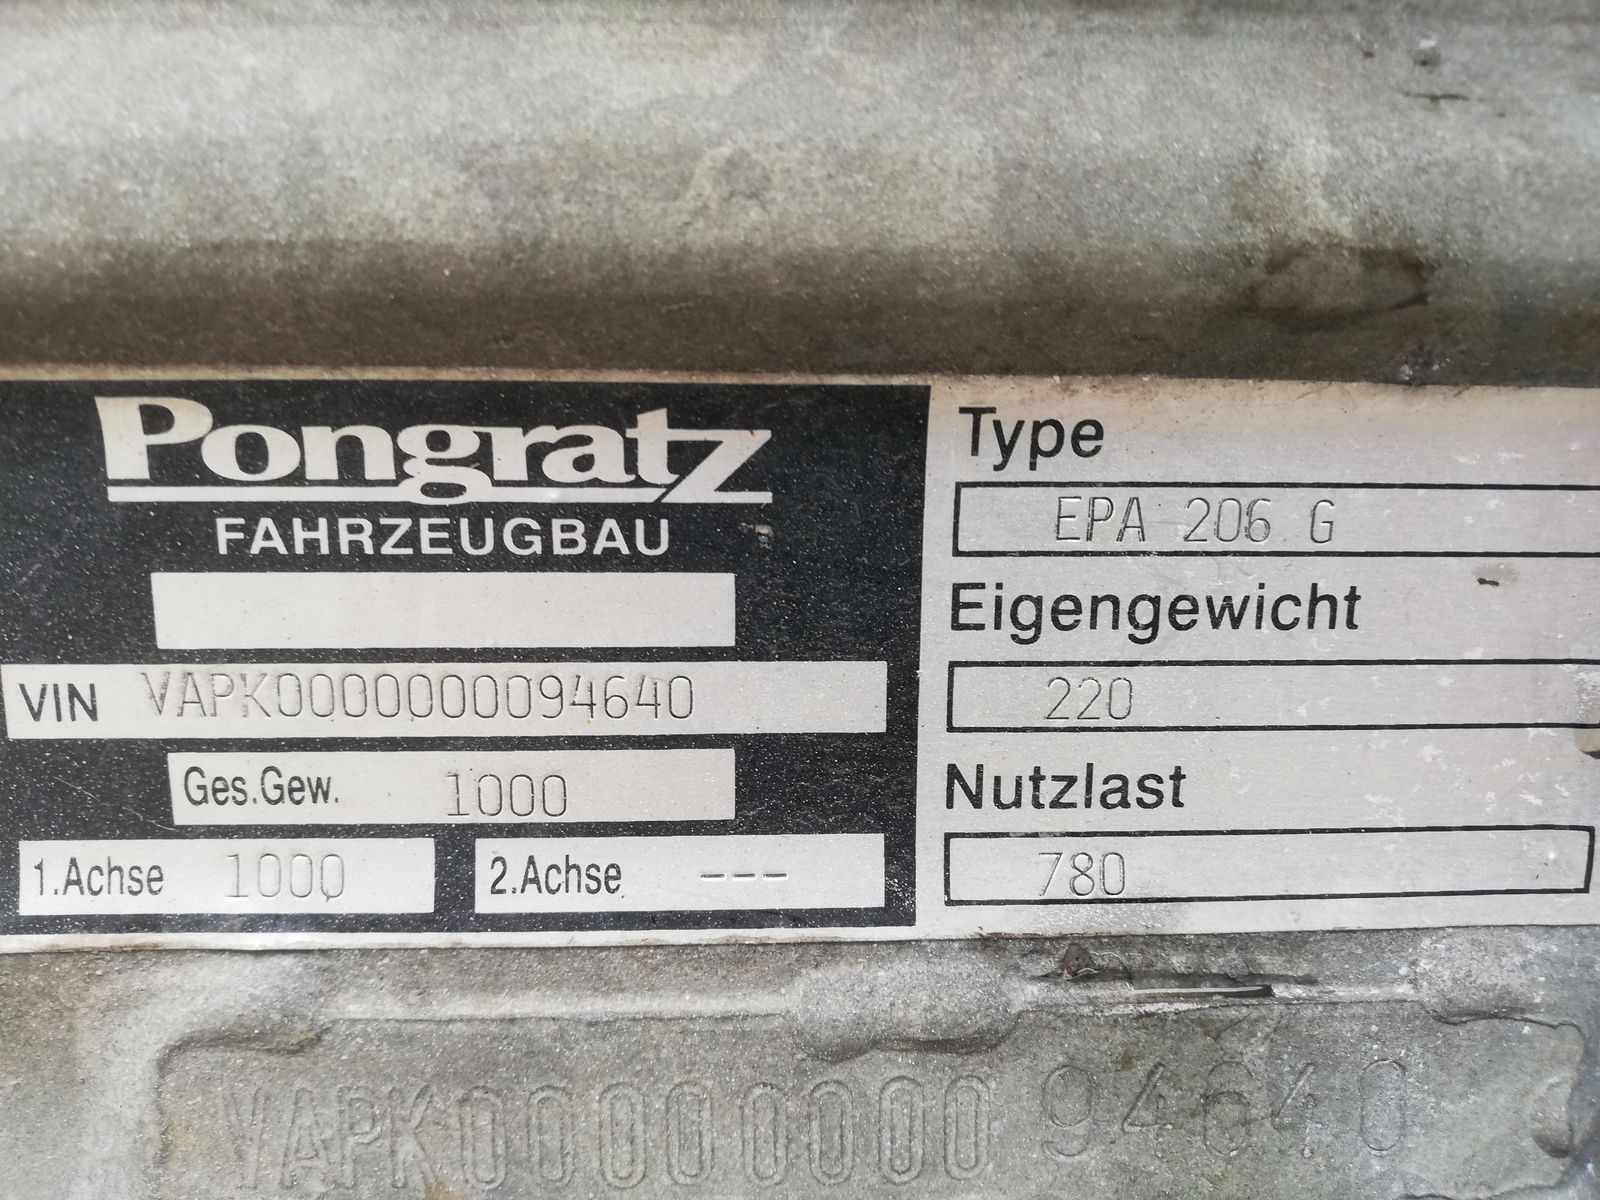 Pongratz
FAHRZEUGBAU
VIN VAPK0000000094640
Ges.Gew. 1000
1.Achse 1000 2.Achse ---
Type
EPA 206 G
Eigengewicht
220
Nutzlast
780
VAPK00000000 94640